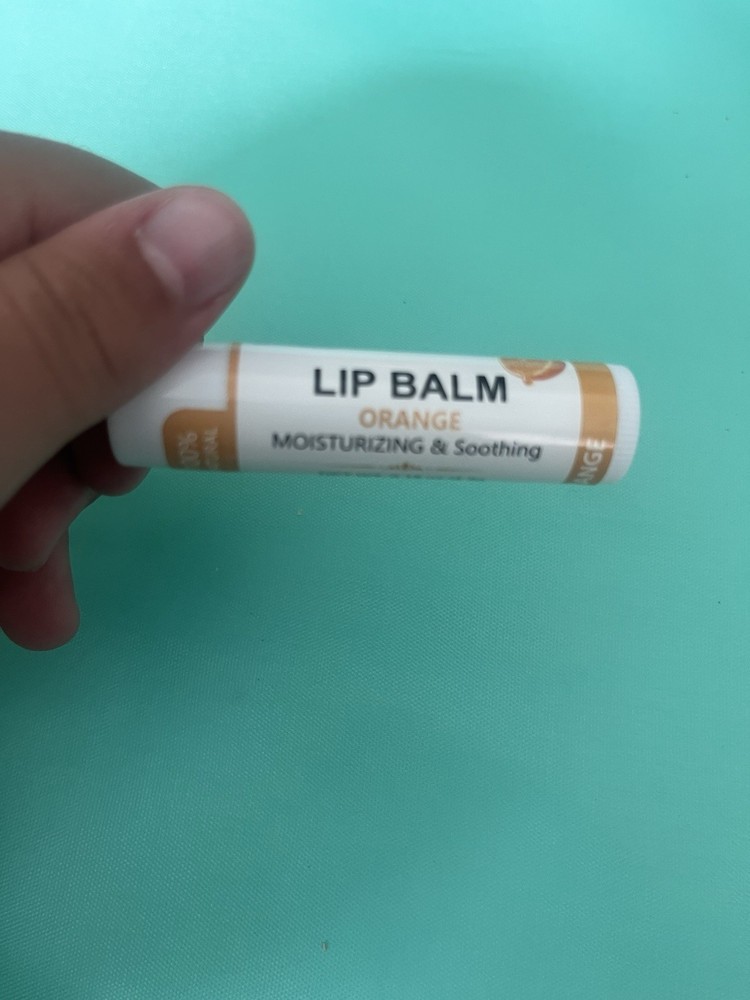 LIP BALM
ORANGE
MOISTURIZING & Soothing